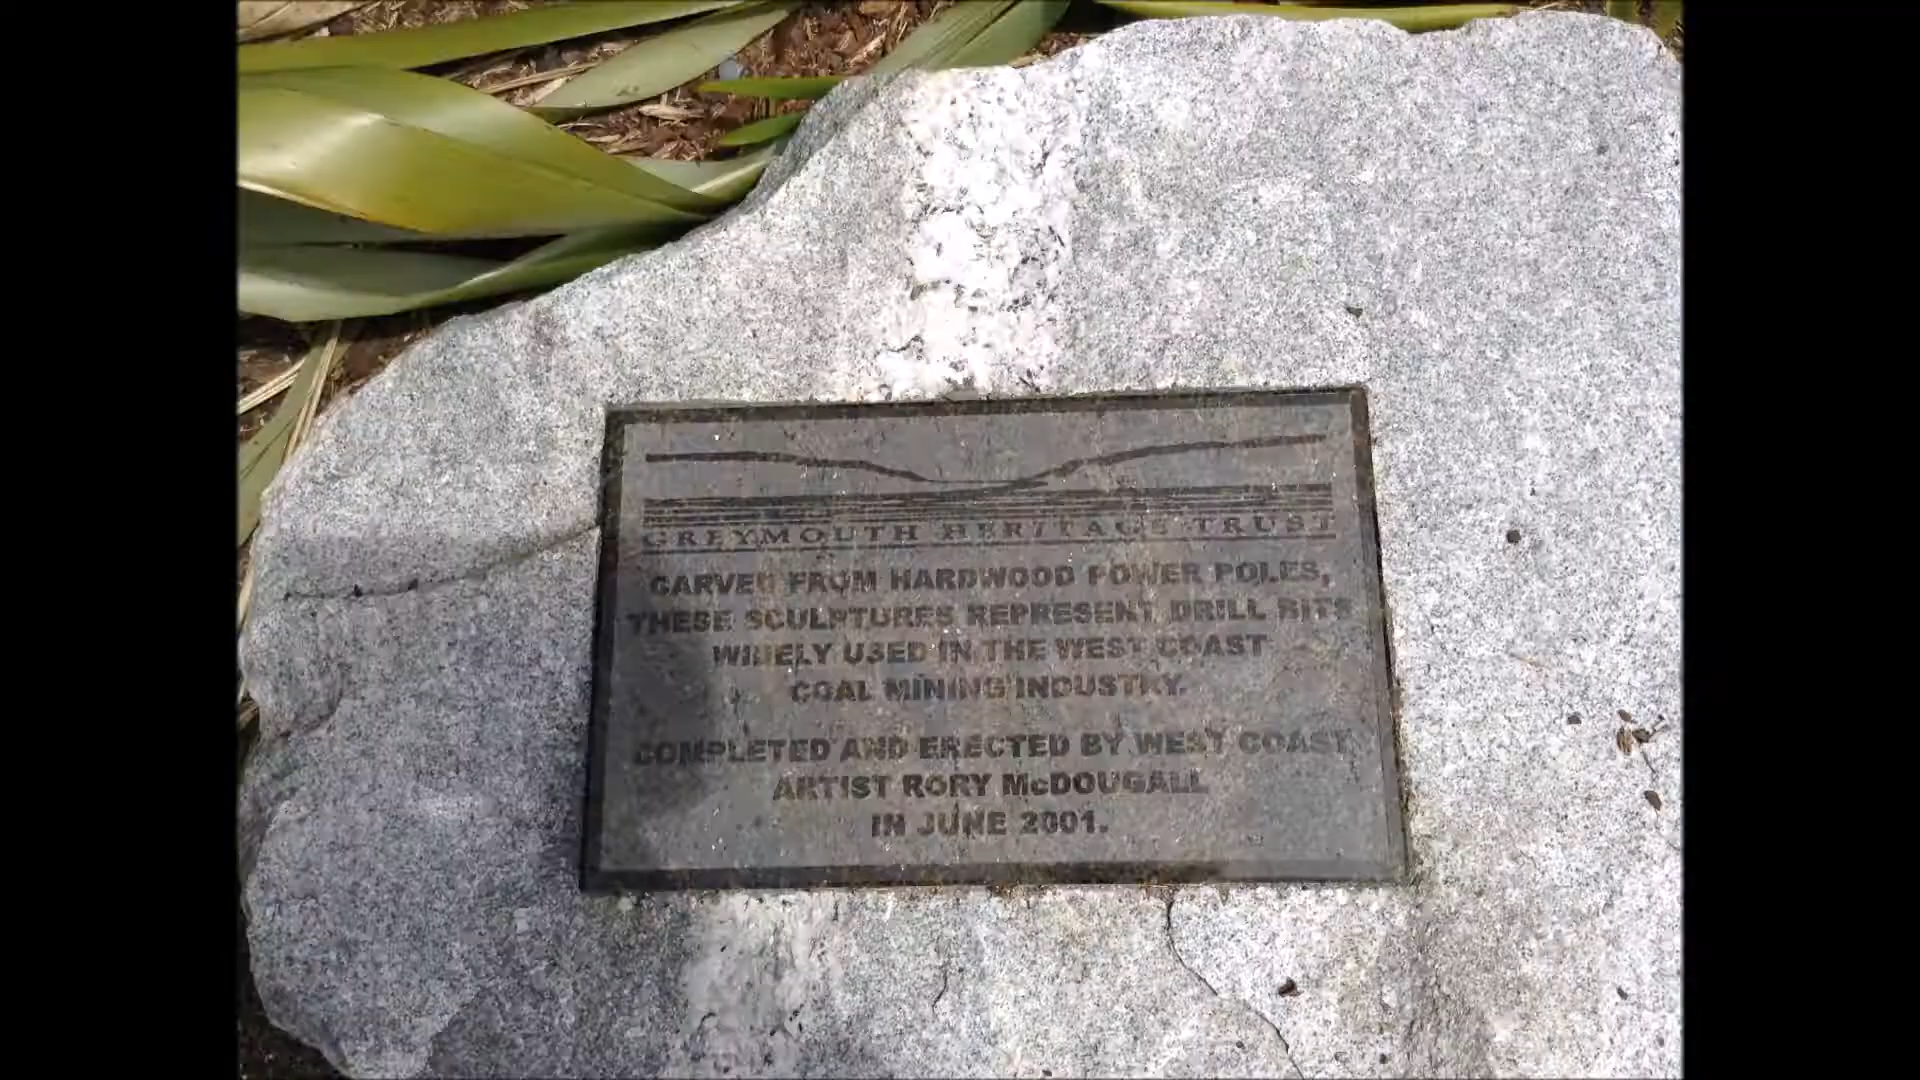 GREYMOUTH HERITAGE TRUST
CARVED FROM HARDWOOD POWER POLES,
THESE SCULPTURES REPRESENT DRILL BITS
WIDELY USED IN THE WEST COAST
COAL MINING INDUSTRY.
COMPLETED AND ERECTED BY WEST COAST
ARTIST RORY McDOUGALL
IN JUNE 2001.